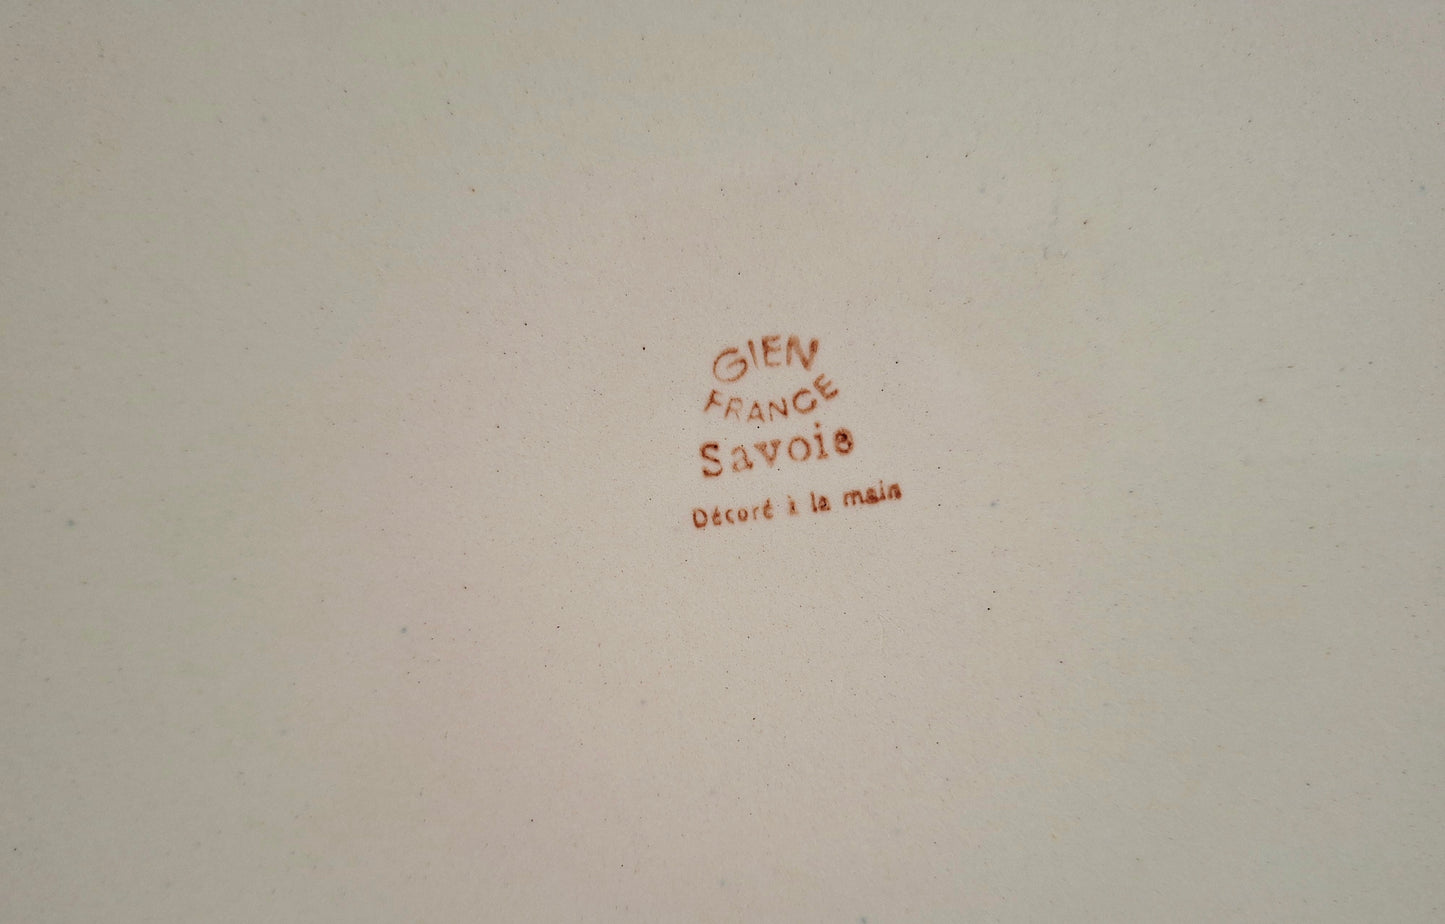 GIEN
FRANCE
Savoie
Décoré à la main